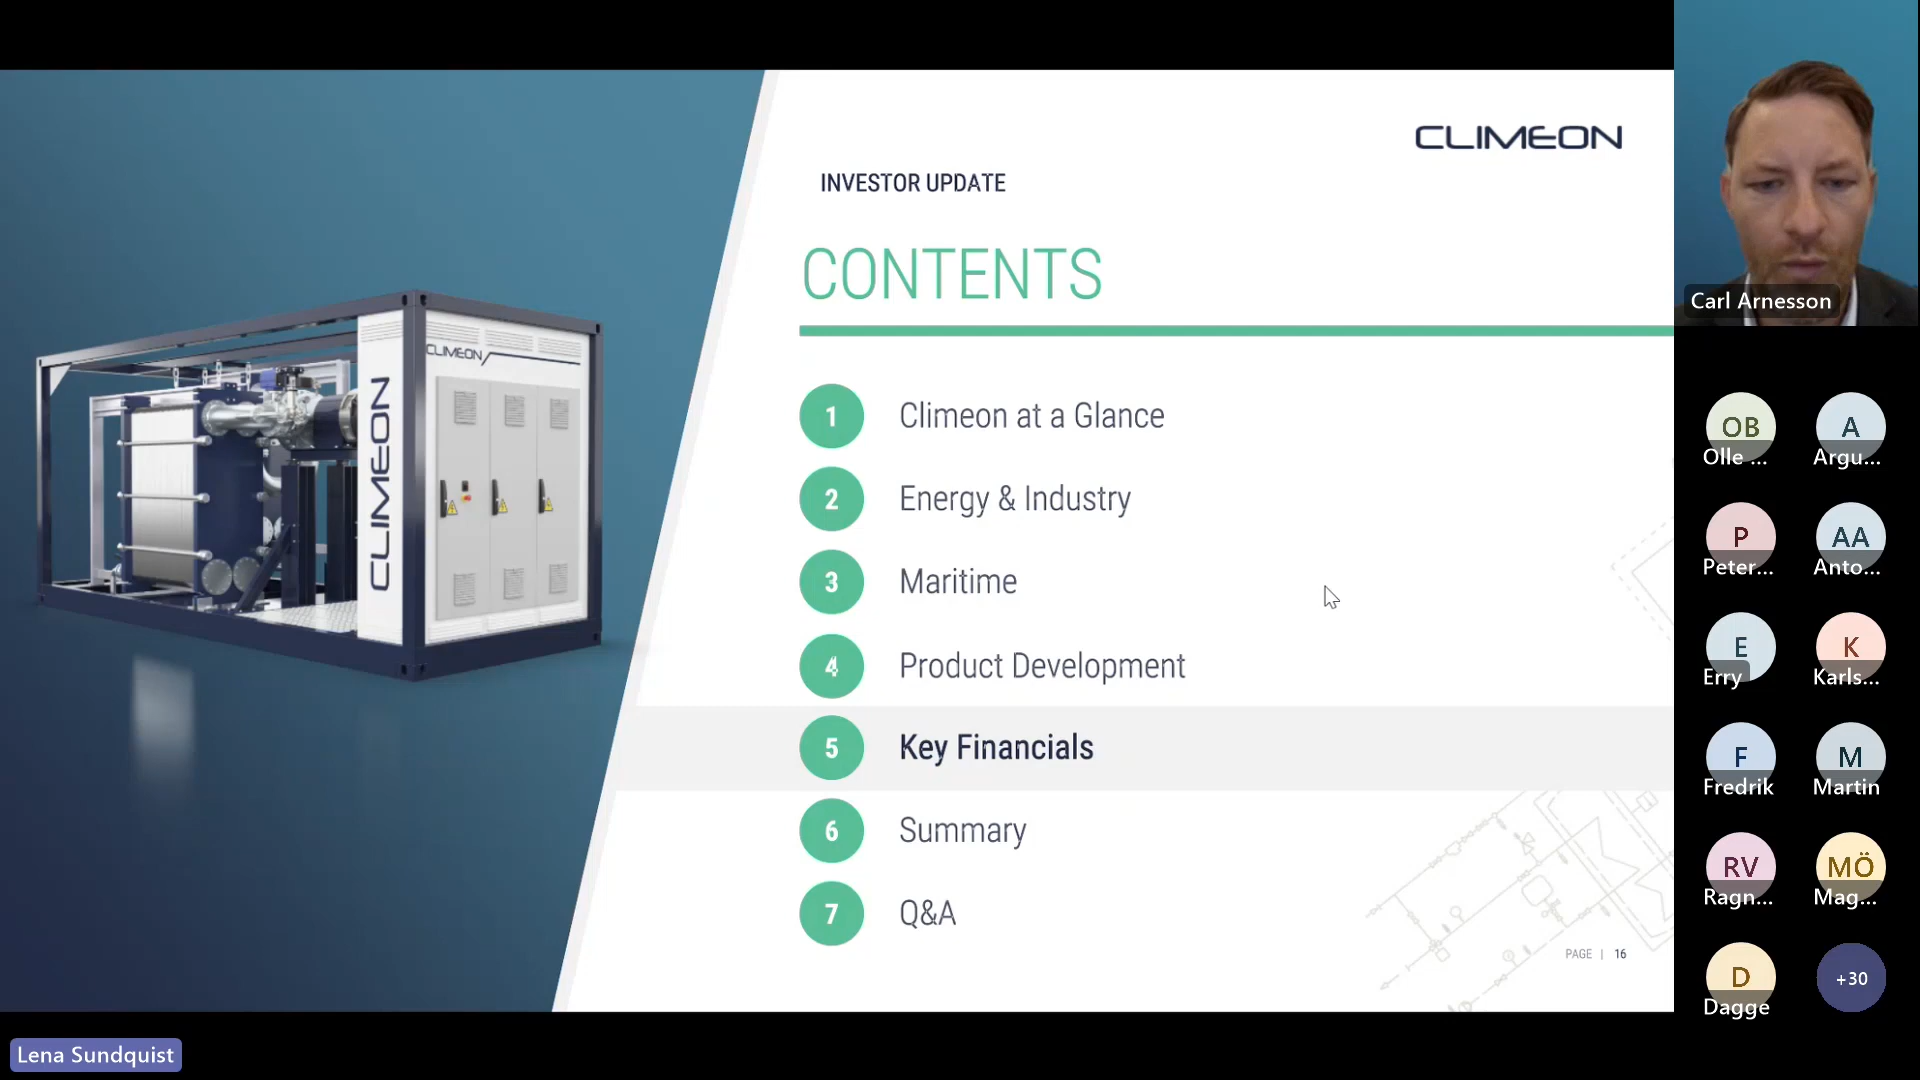 CLIMEON
INVESTOR UPDATE
CONTENTS
1 Climeon at a Glance
2 Energy & Industry
3 Maritime
4 Product Development
5 Key Financials
6 Summary
7 Q&A
PAGE | 16
CLIMEON
CLIMEON
Carl Arnesson
OB A
Olle ... Argu...
P AA
Peter... Anto...
E K
Erry Karls...
F M
Fredrik Martin
RV MÖ
Ragn... Mag...
D +30
Dagge
Lena Sundquist